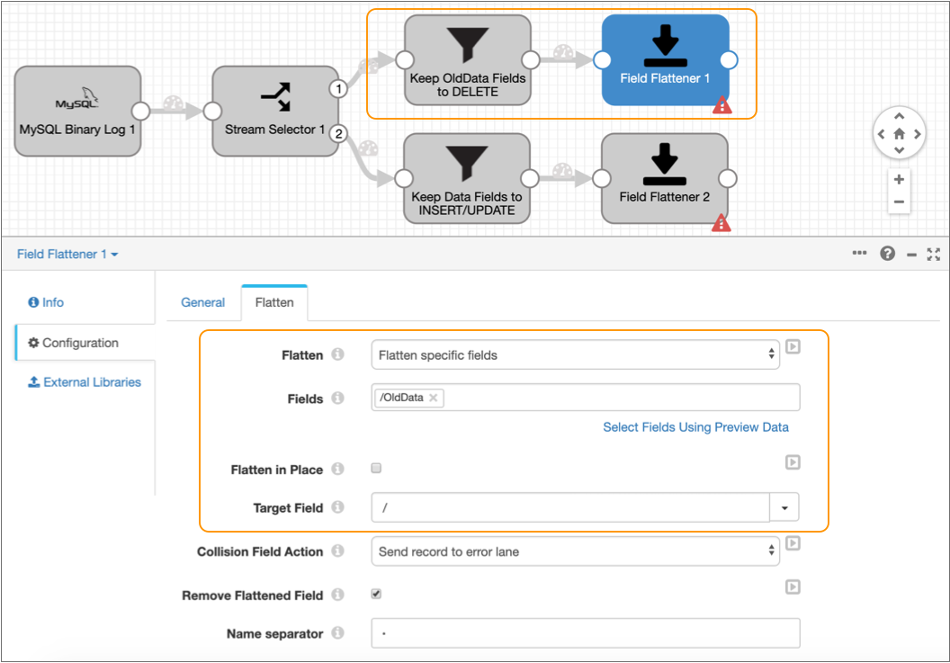 MySQL
MySQL Binary Log 1
Stream Selector 1
1
2
Keep OldData Fields
to DELETE
Field Flattener 1
Keep Data Fields to
INSERT/UPDATE
Field Flattener 2
+
−
Field Flattener 1
Info
Configuration
External Libraries
General
Flatten
Flatten
Flatten specific fields
Fields
/OldData ×
Select Fields Using Preview Data
Flatten in Place
Target Field
/
Collision Field Action
Send record to error lane
Remove Flattened Field
Name separator
.